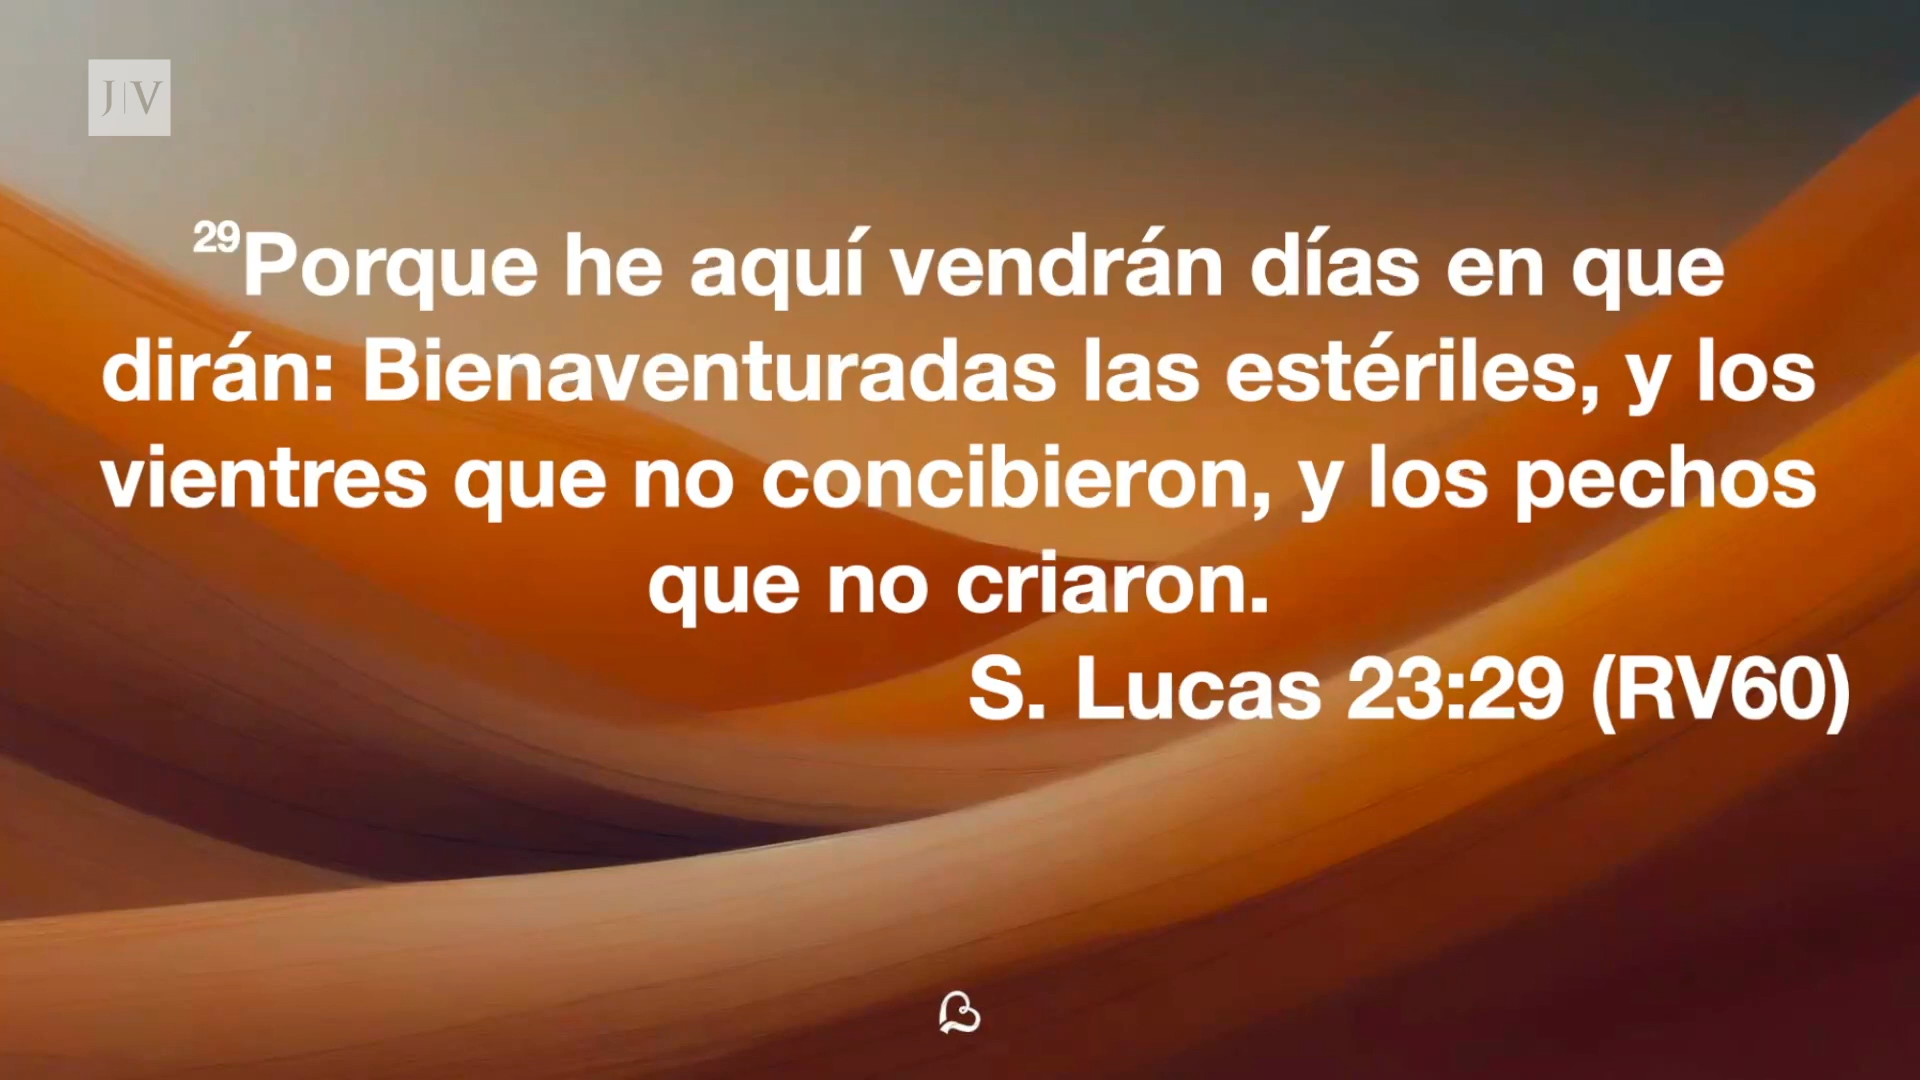 J|V
29Porque he aquí vendrán días en que
dirán: Bienaventuradas las estériles, y los
vientres que no concibieron, y los pechos
que no criaron.
S. Lucas 23:29 (RV60)